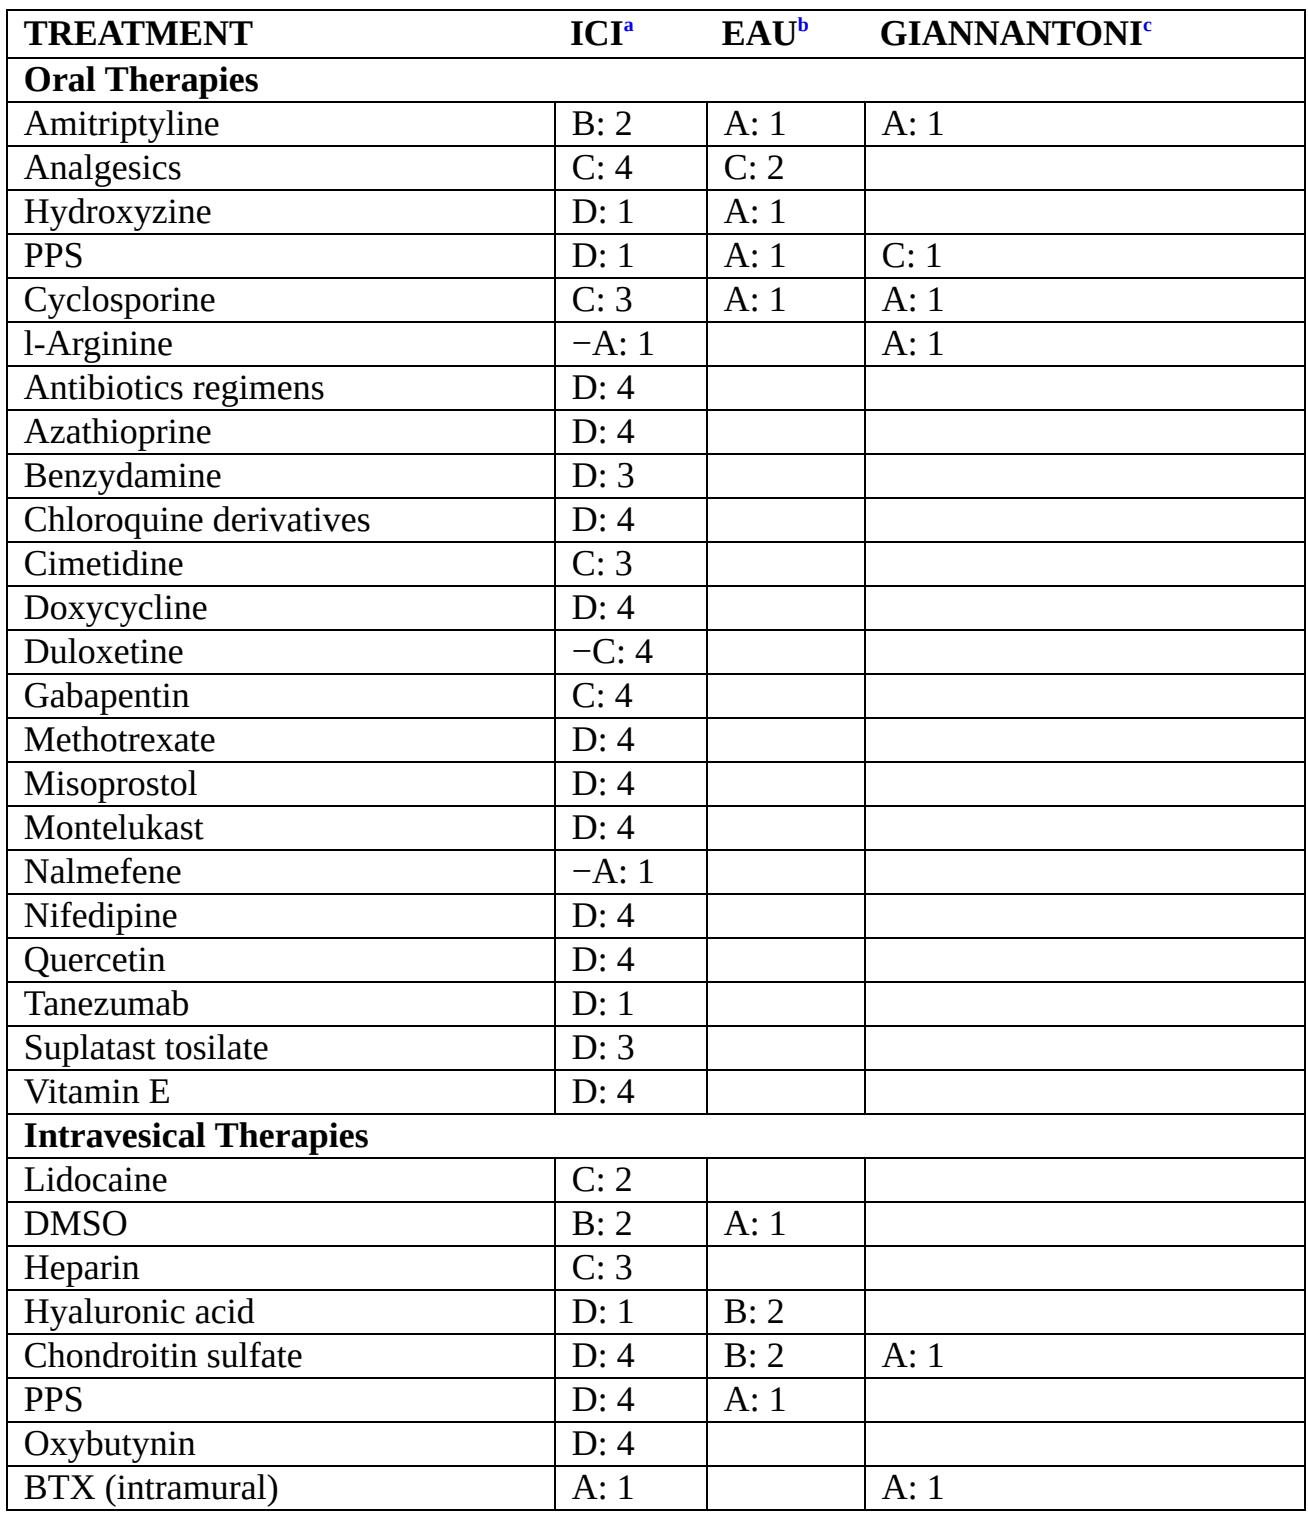 TREATMENT ICIa EAUb GIANNANTONIc
Oral Therapies
Amitriptyline B: 2 A: 1 A: 1
Analgesics C: 4 C: 2
Hydroxyzine D: 1 A: 1
PPS D: 1 A: 1 C: 1
Cyclosporine C: 3 A: 1 A: 1
l-Arginine −A: 1 A: 1
Antibiotics regimens D: 4
Azathioprine D: 4
Benzydamine D: 3
Chloroquine derivatives D: 4
Cimetidine C: 3
Doxycycline D: 4
Duloxetine −C: 4
Gabapentin C: 4
Methotrexate D: 4
Misoprostol D: 4
Montelukast D: 4
Nalmefene −A: 1
Nifedipine D: 4
Quercetin D: 4
Tanezumab D: 1
Suplatast tosilate D: 3
Vitamin E D: 4
Intravesical Therapies
Lidocaine C: 2
DMSO B: 2 A: 1
Heparin C: 3
Hyaluronic acid D: 1 B: 2
Chondroitin sulfate D: 4 B: 2 A: 1
PPS D: 4 A: 1
Oxybutynin D: 4
BTX (intramural) A: 1 A: 1